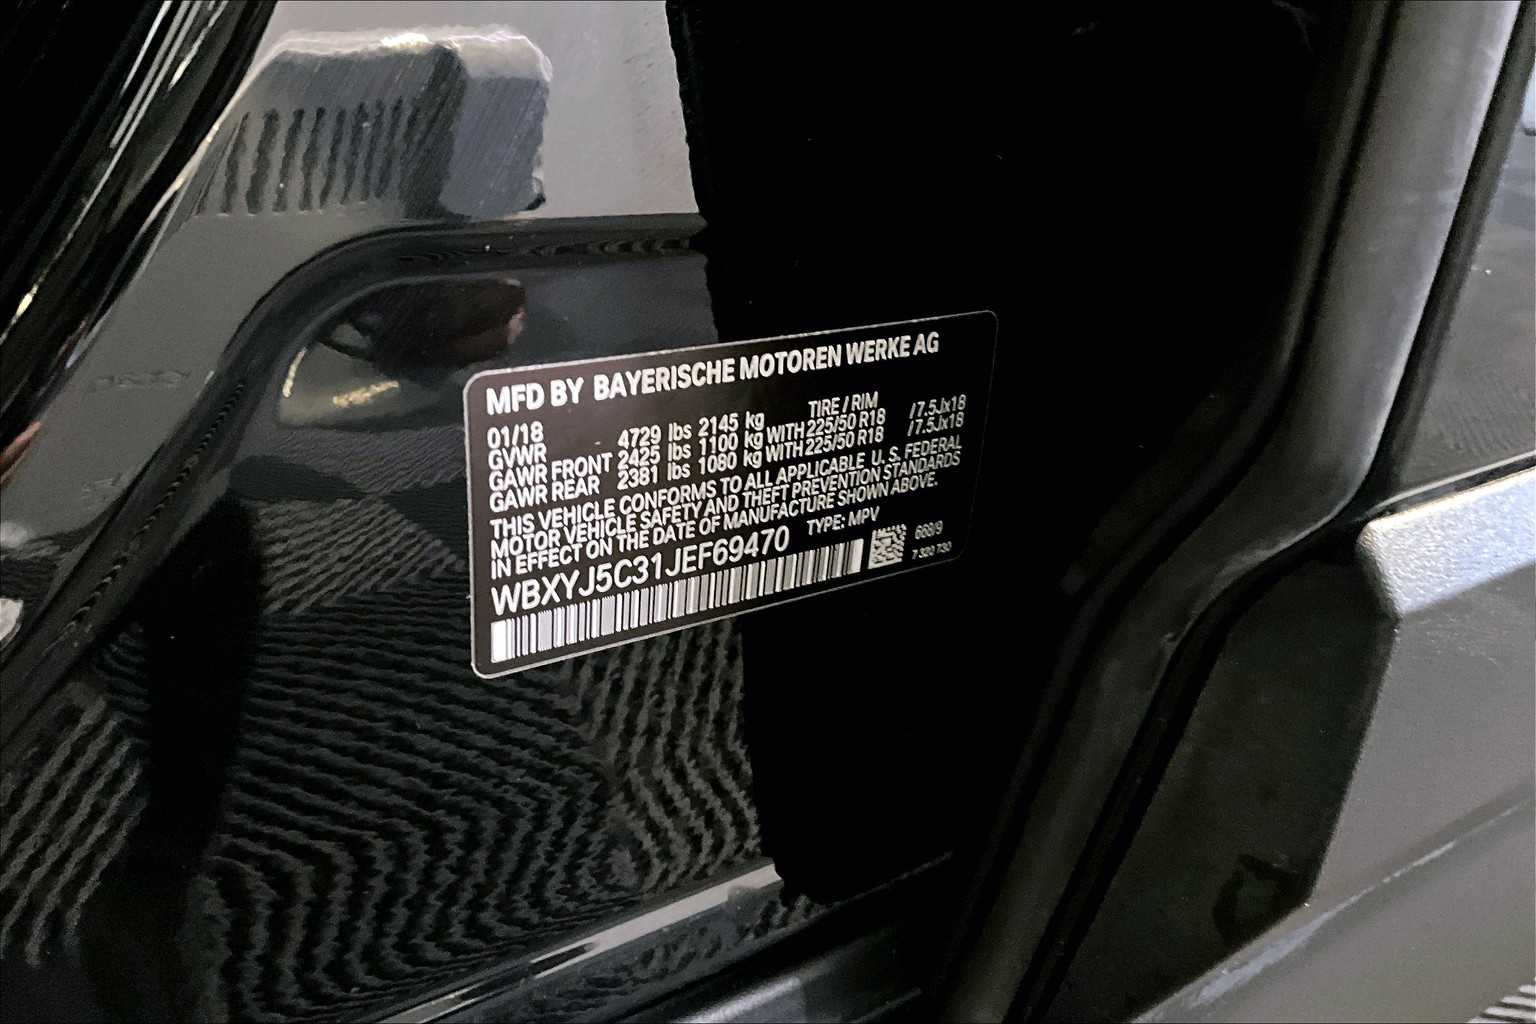 MFD BY BAYERISCHE MOTOREN WERKE AG
01/18 TIRE / RIM
GVWR 4729 lbs 2145 kg
GAWR FRONT 2425 lbs 1100 kg WITH 225/50 R18 /7.5Jx18
GAWR REAR 2381 lbs 1080 kg WITH 225/50 R18 /7.5Jx18
THIS VEHICLE CONFORMS TO ALL APPLICABLE U.S. FEDERAL
MOTOR VEHICLE SAFETY AND THEFT PREVENTION STANDARDS
IN EFFECT ON THE DATE OF MANUFACTURE SHOWN ABOVE.
WBXYJ5C31JEF69470 TYPE: MPV
668/9
7 320 730